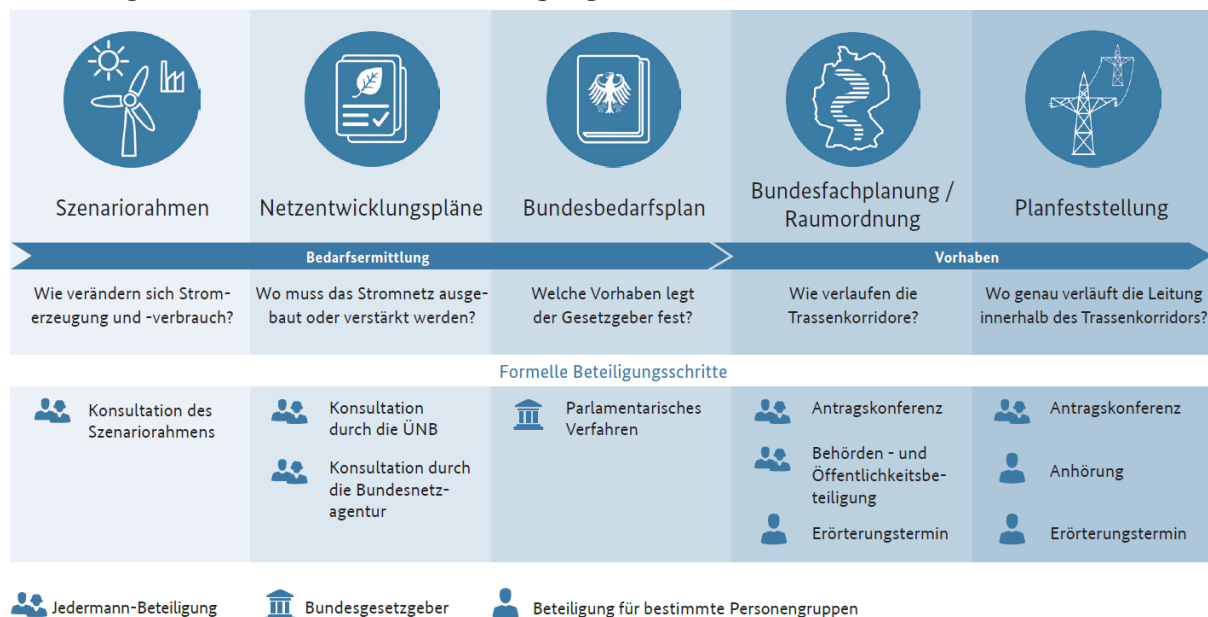 Szenariorahmen
Netzentwicklungspläne
Bundesbedarfsplan
Bundesfachplanung /
Raumordnung
Planfeststellung
Bedarfsermittlung
Vorhaben
Wie verändern sich Strom-
erzeugung und -verbrauch?
Wo muss das Stromnetz ausge-
baut oder verstärkt werden?
Welche Vorhaben legt
der Gesetzgeber fest?
Wie verlaufen die
Trassenkorridore?
Wo genau verläuft die Leitung
innerhalb des Trassenkorridors?
Formelle Beteiligungsschritte
Konsultation des
Szenariorahmens
Konsultation
durch die ÜNB
Konsultation durch
die Bundesnetz-
agentur
Parlamentarisches
Verfahren
Antragskonferenz
Behörden - und
Öffentlichkeitsbe-
teiligung
Erörterungstermin
Antragskonferenz
Anhörung
Erörterungstermin
Jedermann-Beteiligung
Bundesgesetzgeber
Beteiligung für bestimmte Personengruppen